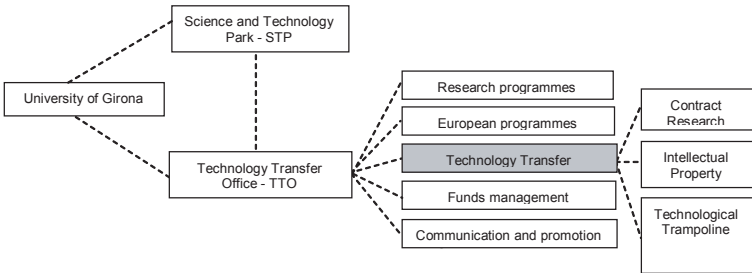 Science and Technology
Park - STP
University of Girona
Technology Transfer
Office - TTO
Research programmes
European programmes
Technology Transfer
Funds management
Communication and promotion
Contract
Research
Intellectual
Property
Technological
Trampoline